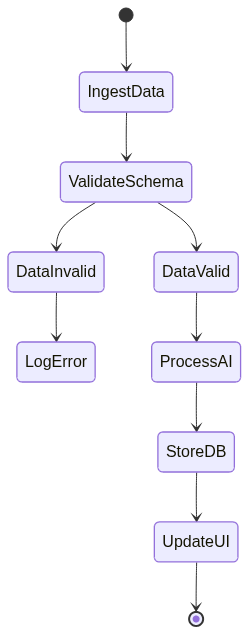 IngestData
ValidateSchema
DataInvalid
DataValid
LogError
ProcessAI
StoreDB
UpdateUI